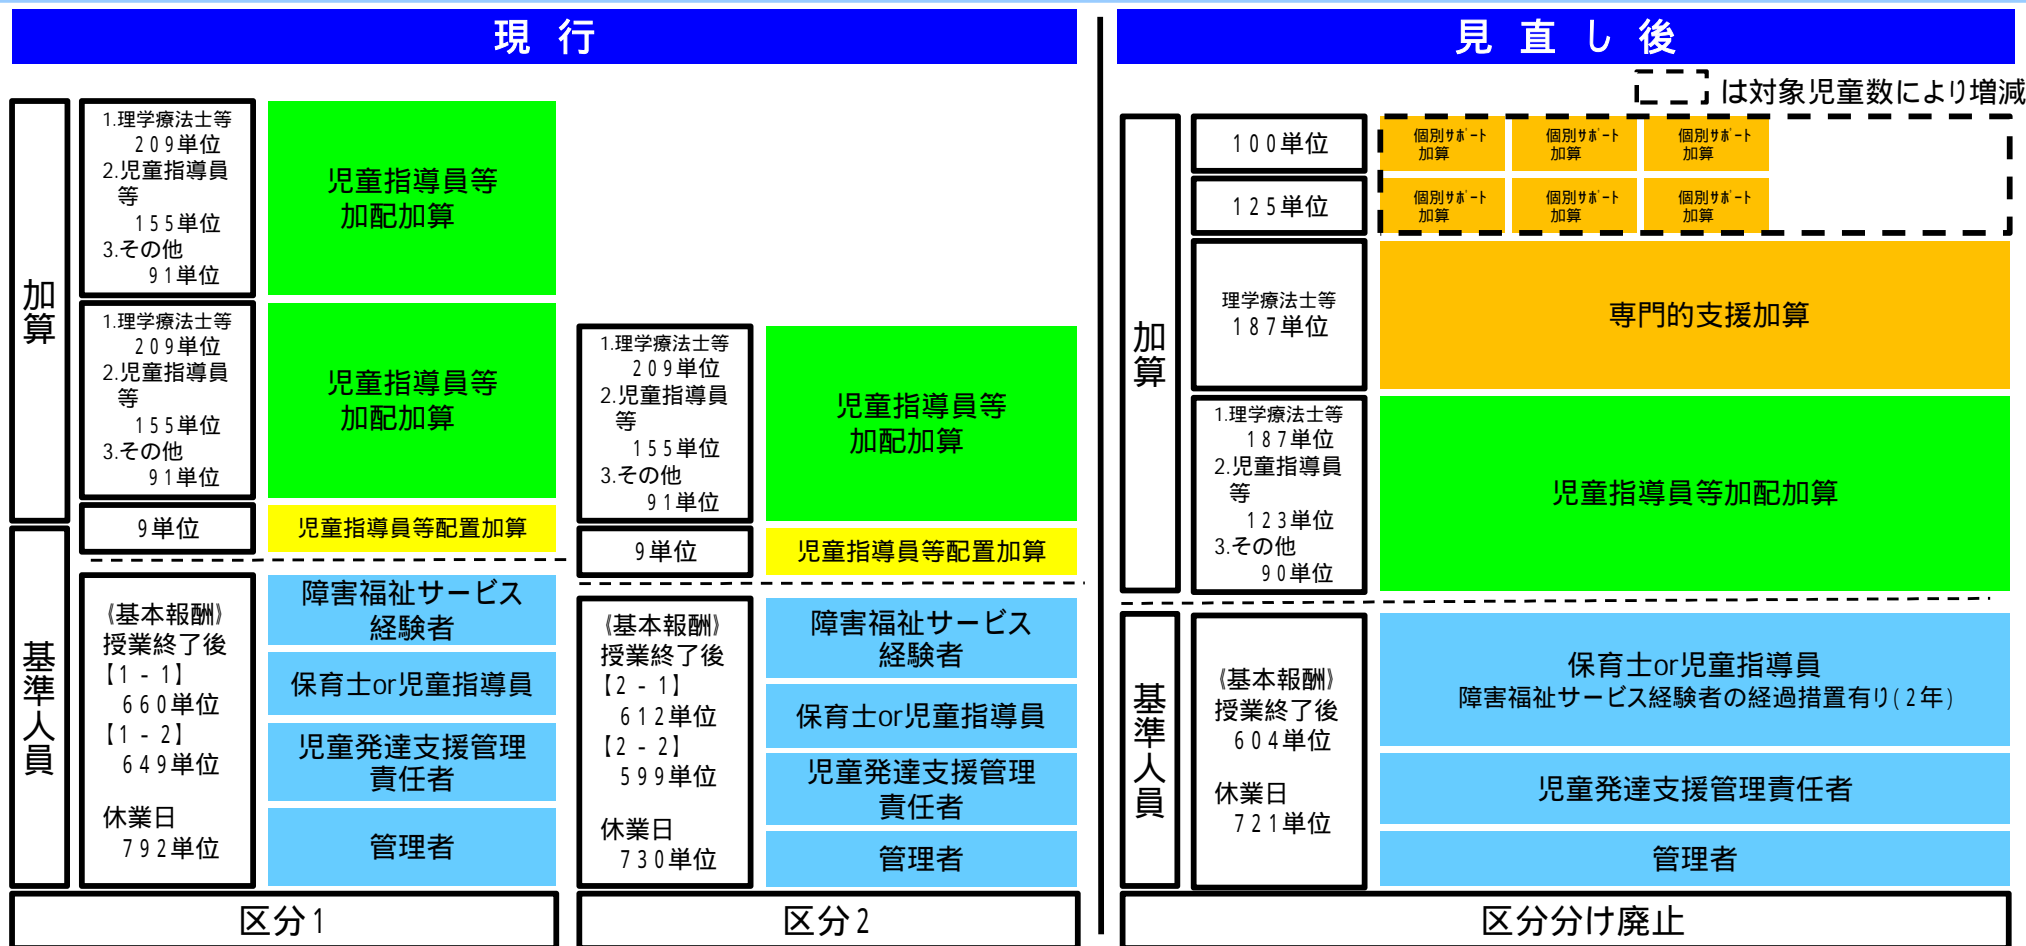 現行
見直し後
は対象児童数により増減
加算
1.理学療法士等
209単位
2.児童指導員
等
155単位
3.その他
91単位
児童指導員等
加配加算
1.理学療法士等
209単位
2.児童指導員
等
155単位
3.その他
91単位
児童指導員等
加配加算
9単位
児童指導員等配置加算
基準人員
《基本報酬》
授業終了後
【1-1】
660単位
【1-2】
649単位
休業日
792単位
障害福祉サービス
経験者
保育士or児童指導員
児童発達支援管理
責任者
管理者
区分1
1.理学療法士等
209単位
2.児童指導員
等
155単位
3.その他
91単位
児童指導員等
加配加算
9単位
児童指導員等配置加算
《基本報酬》
授業終了後
【2-1】
612単位
【2-2】
599単位
休業日
730単位
障害福祉サービス
経験者
保育士or児童指導員
児童発達支援管理
責任者
管理者
区分2
加算
100単位
個別ｻﾎﾟｰﾄ
加算
個別ｻﾎﾟｰﾄ
加算
個別ｻﾎﾟｰﾄ
加算
125単位
個別ｻﾎﾟｰﾄ
加算
個別ｻﾎﾟｰﾄ
加算
個別ｻﾎﾟｰﾄ
加算
理学療法士等
187単位
専門的支援加算
1.理学療法士等
187単位
2.児童指導員
等
123単位
3.その他
90単位
児童指導員等加配加算
基準人員
《基本報酬》
授業終了後
604単位
休業日
721単位
保育士or児童指導員
障害福祉サービス経験者の経過措置有り(2年)
児童発達支援管理責任者
管理者
区分分け廃止